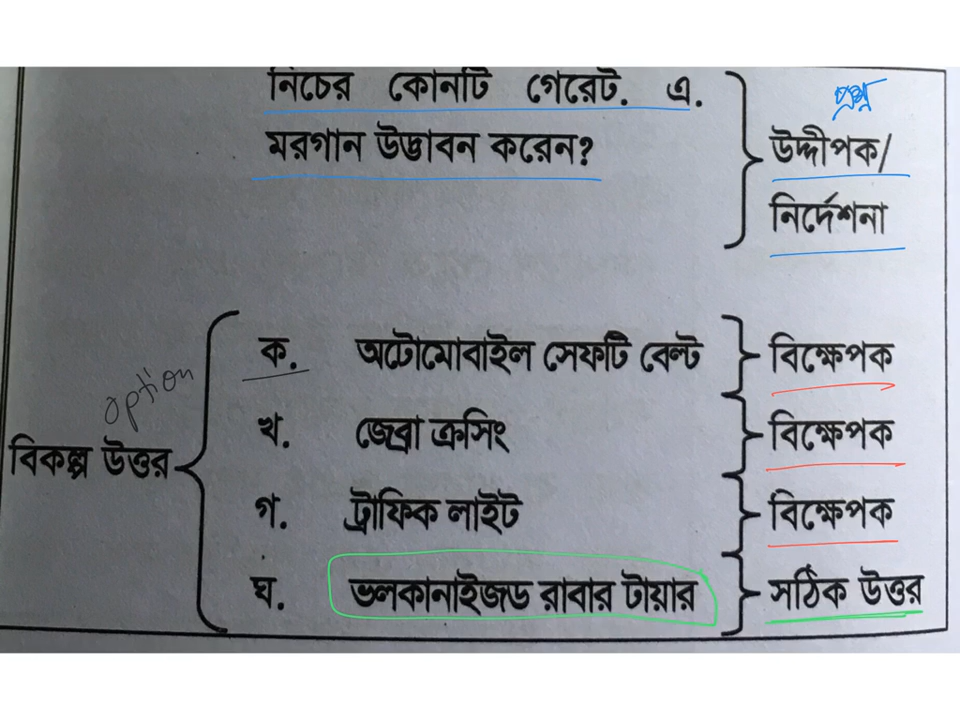 নিচের কোনটি গেরেট. এ.
মরগান উদ্ভাবন করেন?
প্রশ্ন
উদ্দীপক/
নির্দেশনা
option
বিকল্প উত্তর
ক. অটোমোবাইল সেফটি বেল্ট বিক্ষেপক
খ. জেব্রা ক্রসিং বিক্ষেপক
গ. ট্রাফিক লাইট বিক্ষেপক
ঘ. ভলকানাইজড রাবার টায়ার সঠিক উত্তর